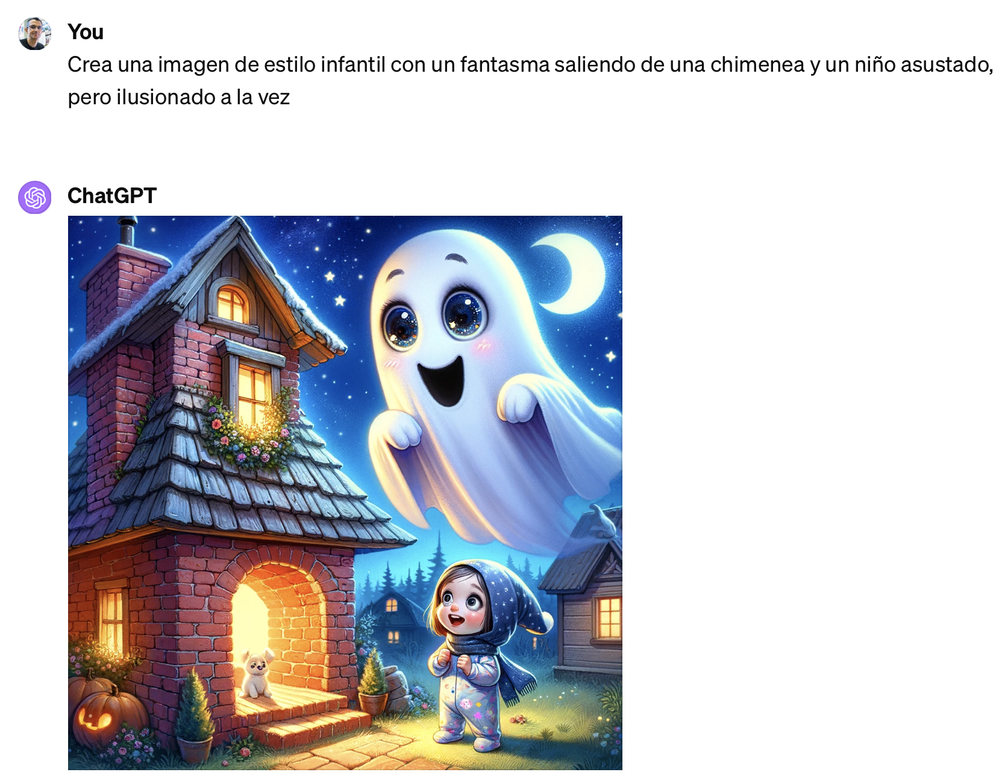 You
Crea una imagen de estilo infantil con un fantasma saliendo de una chimenea y un niño asustado,
pero ilusionado a la vez
ChatGPT